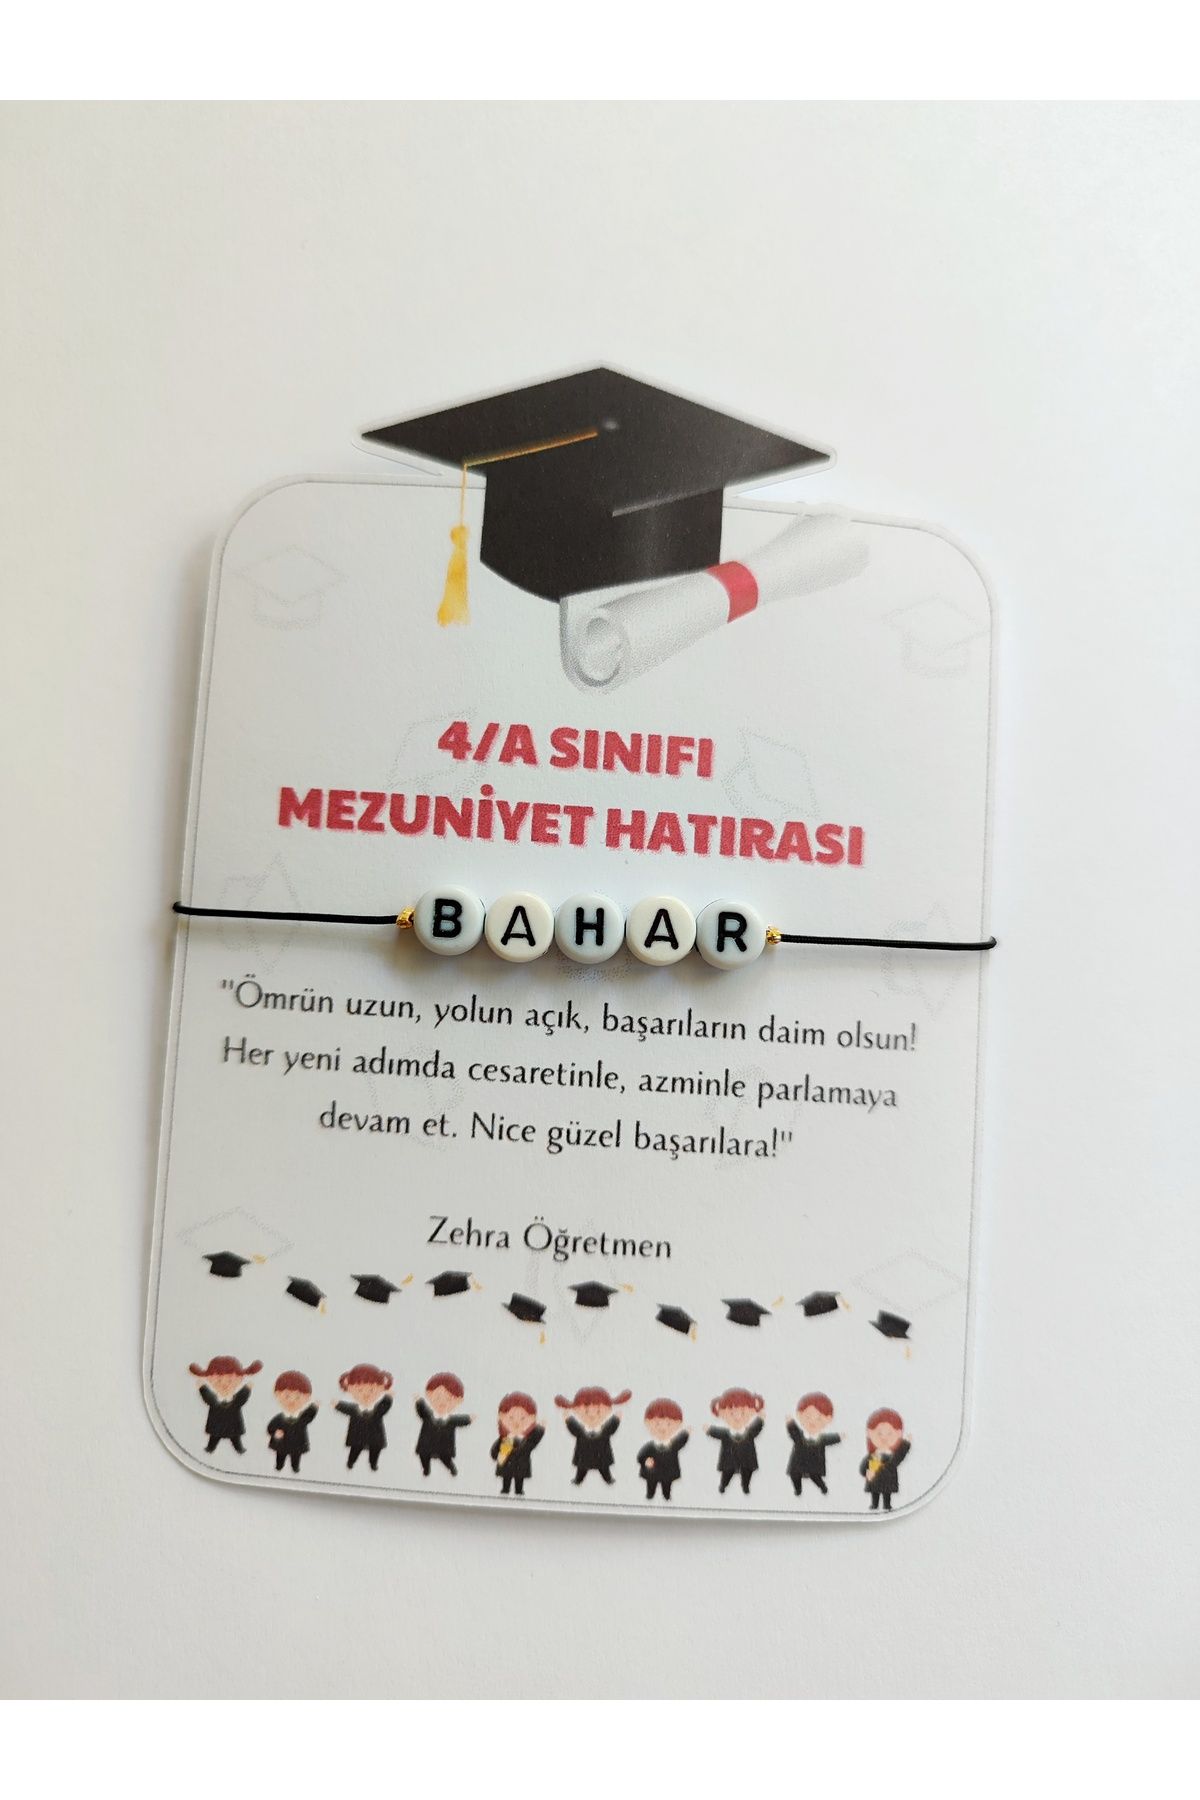 4/A SINIFI
MEZUNİYET HATIRASI
BAHAR
"Ömrün uzun, yolun açık, başarıların daim olsun!
Her yeni adımda cesaretinle, azminle parlamaya
devam et. Nice güzel başarılara!"
Zehra Öğretmen